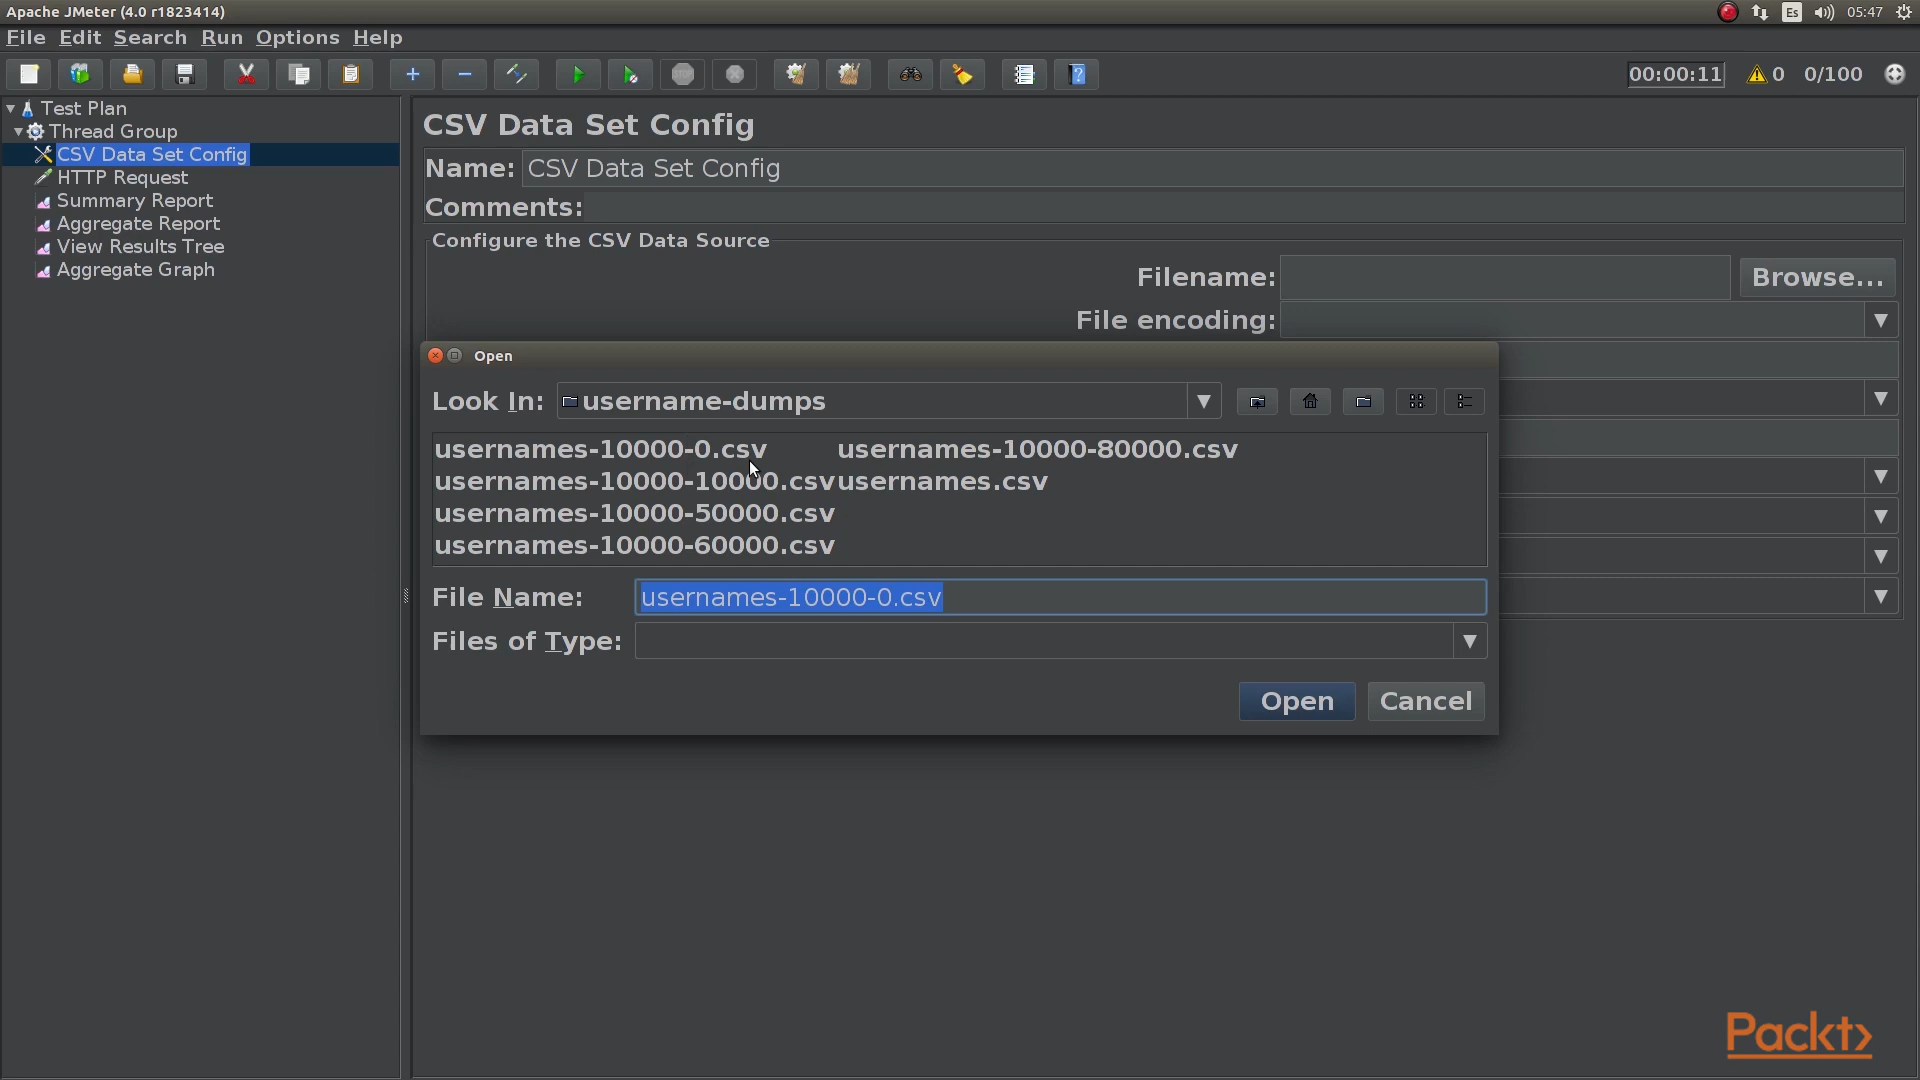 Apache JMeter (4.0 r1823414)
Es
05:47
File Edit Search Run Options Help
00:00:11
0
0/100
Test Plan
Thread Group
CSV Data Set Config
HTTP Request
Summary Report
Aggregate Report
View Results Tree
Aggregate Graph
CSV Data Set Config
Name: CSV Data Set Config
Comments:
Configure the CSV Data Source
Filename:
Browse...
File encoding:
Open
Look In: username-dumps
usernames-10000-0.csv
usernames-10000-10000.csv
usernames-10000-50000.csv
usernames-10000-60000.csv
usernames-10000-80000.csv
usernames.csv
File Name: usernames-10000-0.csv
Files of Type:
Open Cancel
Packt>